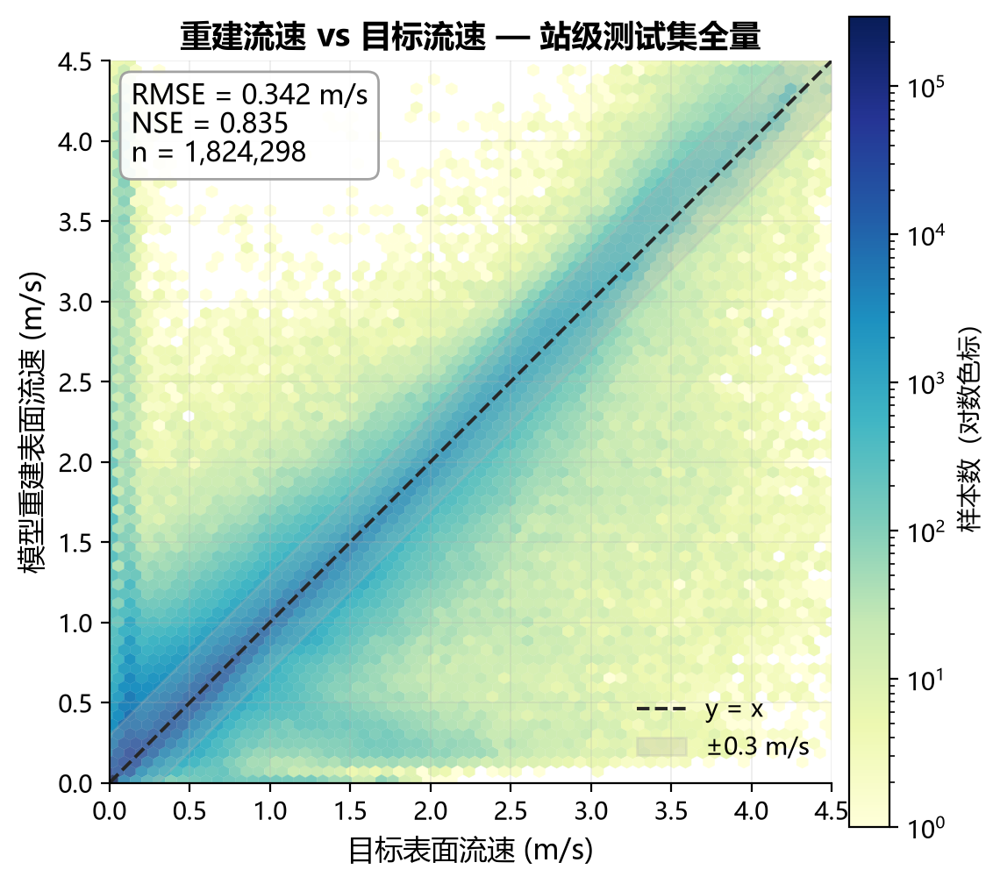 重建流速 vs 目标流速 — 站级测试集全量
RMSE = 0.342 m/s
NSE = 0.835
n = 1,824,298
模型重建表面流速 (m/s)
4.5
4.0
3.5
3.0
2.5
2.0
1.5
1.0
0.5
0.0
y = x
±0.3 m/s
0.0 0.5 1.0 1.5 2.0 2.5 3.0 3.5 4.0 4.5
目标表面流速 (m/s)
10⁵
10⁴
10³
10²
10¹
10⁰
样本数（对数色标）